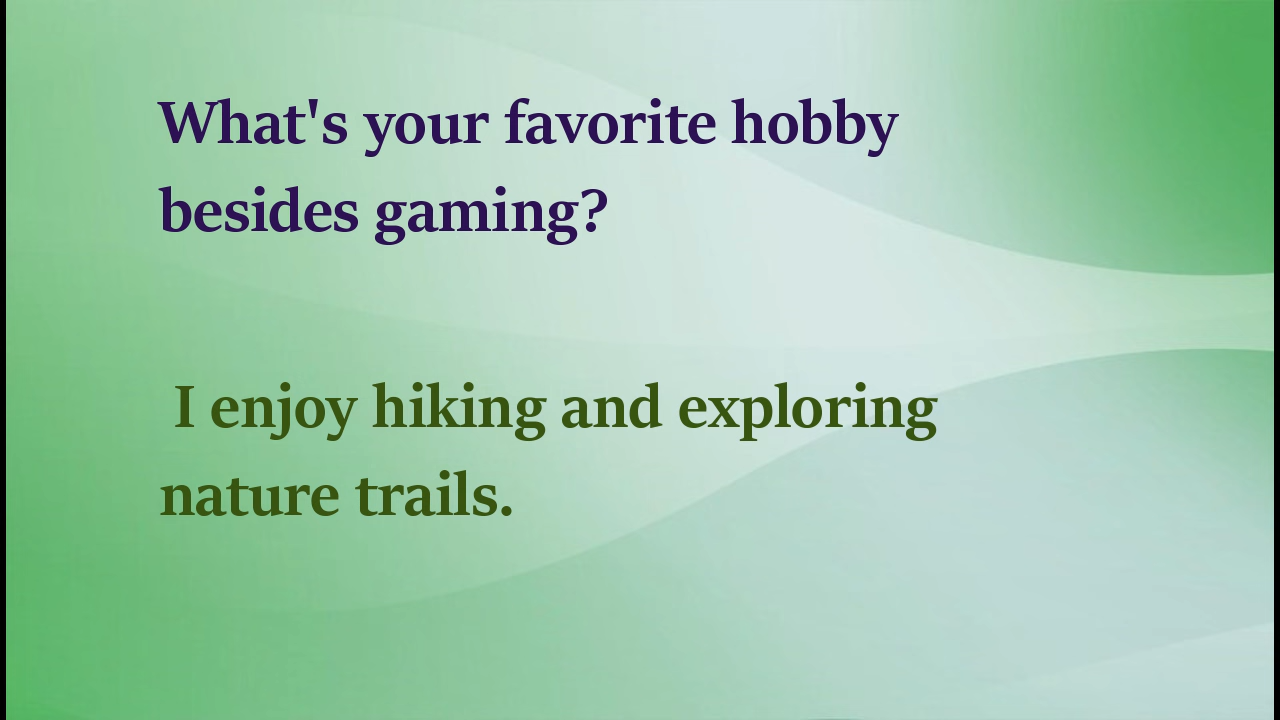 What's your favorite hobby
besides gaming?
I enjoy hiking and exploring
nature trails.